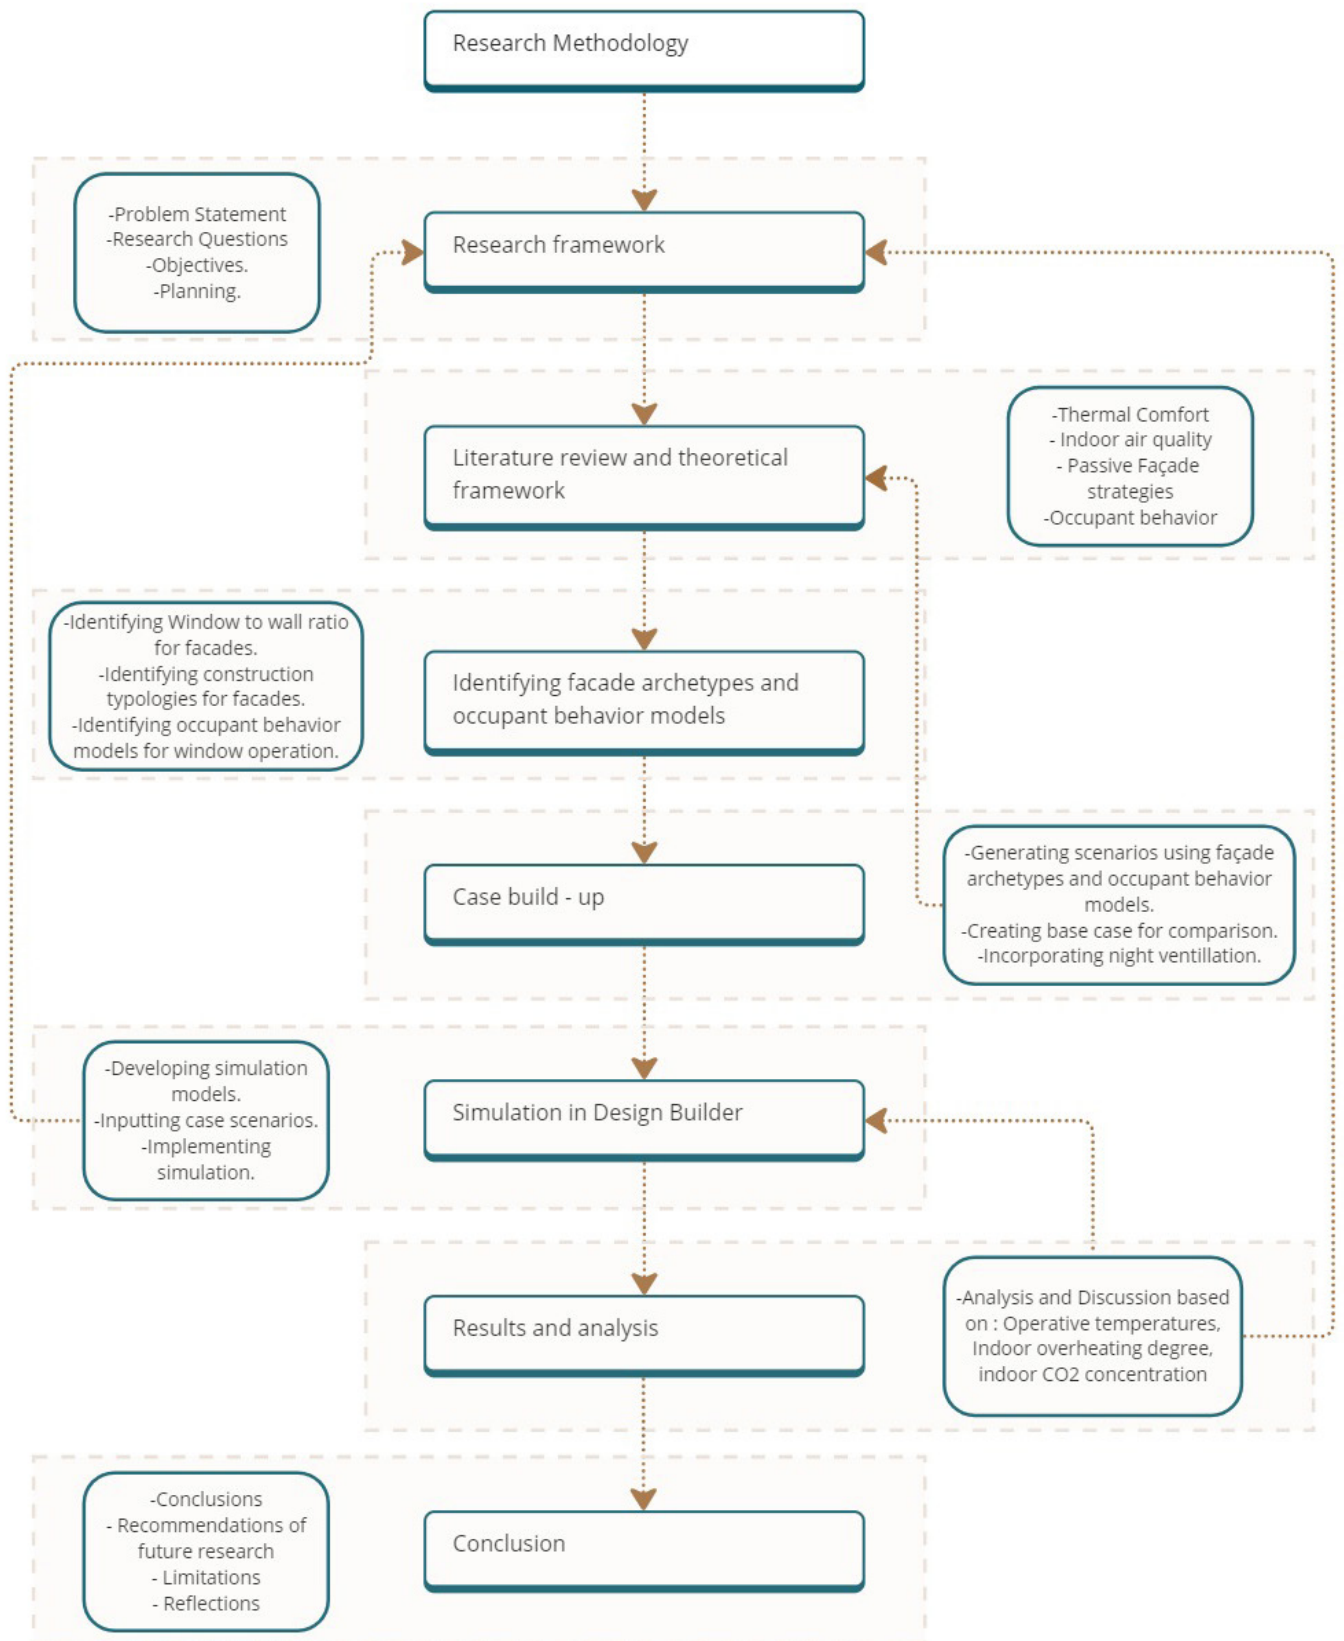 Research Methodology
-Problem Statement
-Research Questions
-Objectives.
-Planning.
Research framework
Literature review and theoretical
framework
-Thermal Comfort
- Indoor air quality
- Passive Façade
strategies
-Occupant behavior
-Identifying Window to wall ratio
for facades.
-Identifying construction
typologies for facades.
-Identifying occupant behavior
models for window operation.
Identifying facade archetypes and
occupant behavior models
Case build - up
-Generating scenarios using façade
archetypes and occupant behavior
models.
-Creating base case for comparison.
-Incorporating night ventillation.
-Developing simulation
models.
-Inputting case scenarios.
-Implementing
simulation.
Simulation in Design Builder
Results and analysis
-Analysis and Discussion based
on : Operative temperatures,
Indoor overheating degree,
indoor CO2 concentration
-Conclusions
- Recommendations of
future research
- Limitations
- Reflections
Conclusion